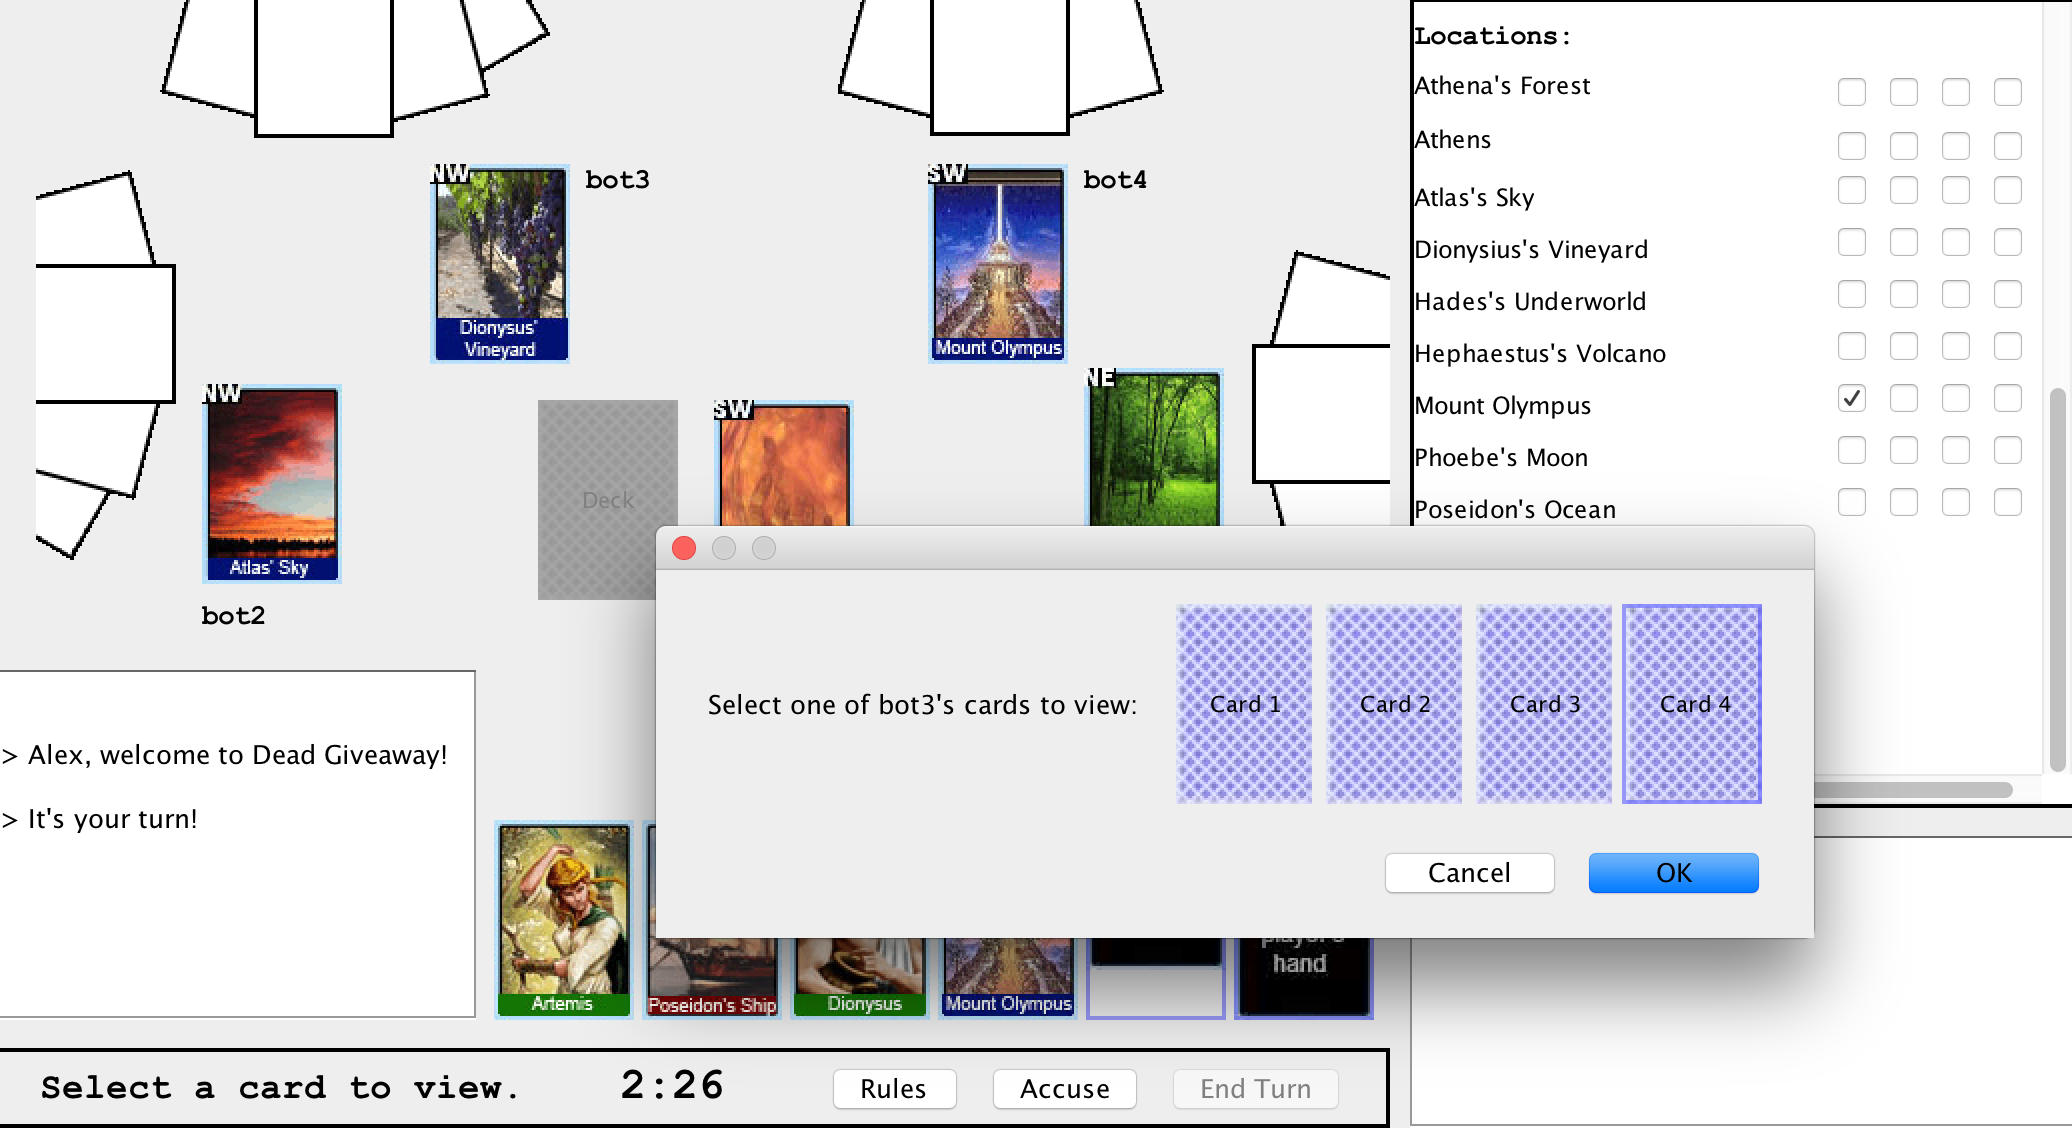 Locations:
Athena's Forest
Athens
Atlas's Sky
Dionysius's Vineyard
Hades's Underworld
Hephaestus's Volcano
Mount Olympus
Phoebe's Moon
Poseidon's Ocean
NW
bot3
Dionysus'
Vineyard
SW
bot4
Mount Olympus
NW
Atlas' Sky
bot2
Deck
SW
NE
Select one of bot3's cards to view:
Card 1
Card 2
Card 3
Card 4
Cancel
OK
> Alex, welcome to Dead Giveaway!
> It's your turn!
Artemis
Poseidon's Ship
Dionysus
Mount Olympus
player's
hand
Select a card to view.
2:26
Rules
Accuse
End Turn